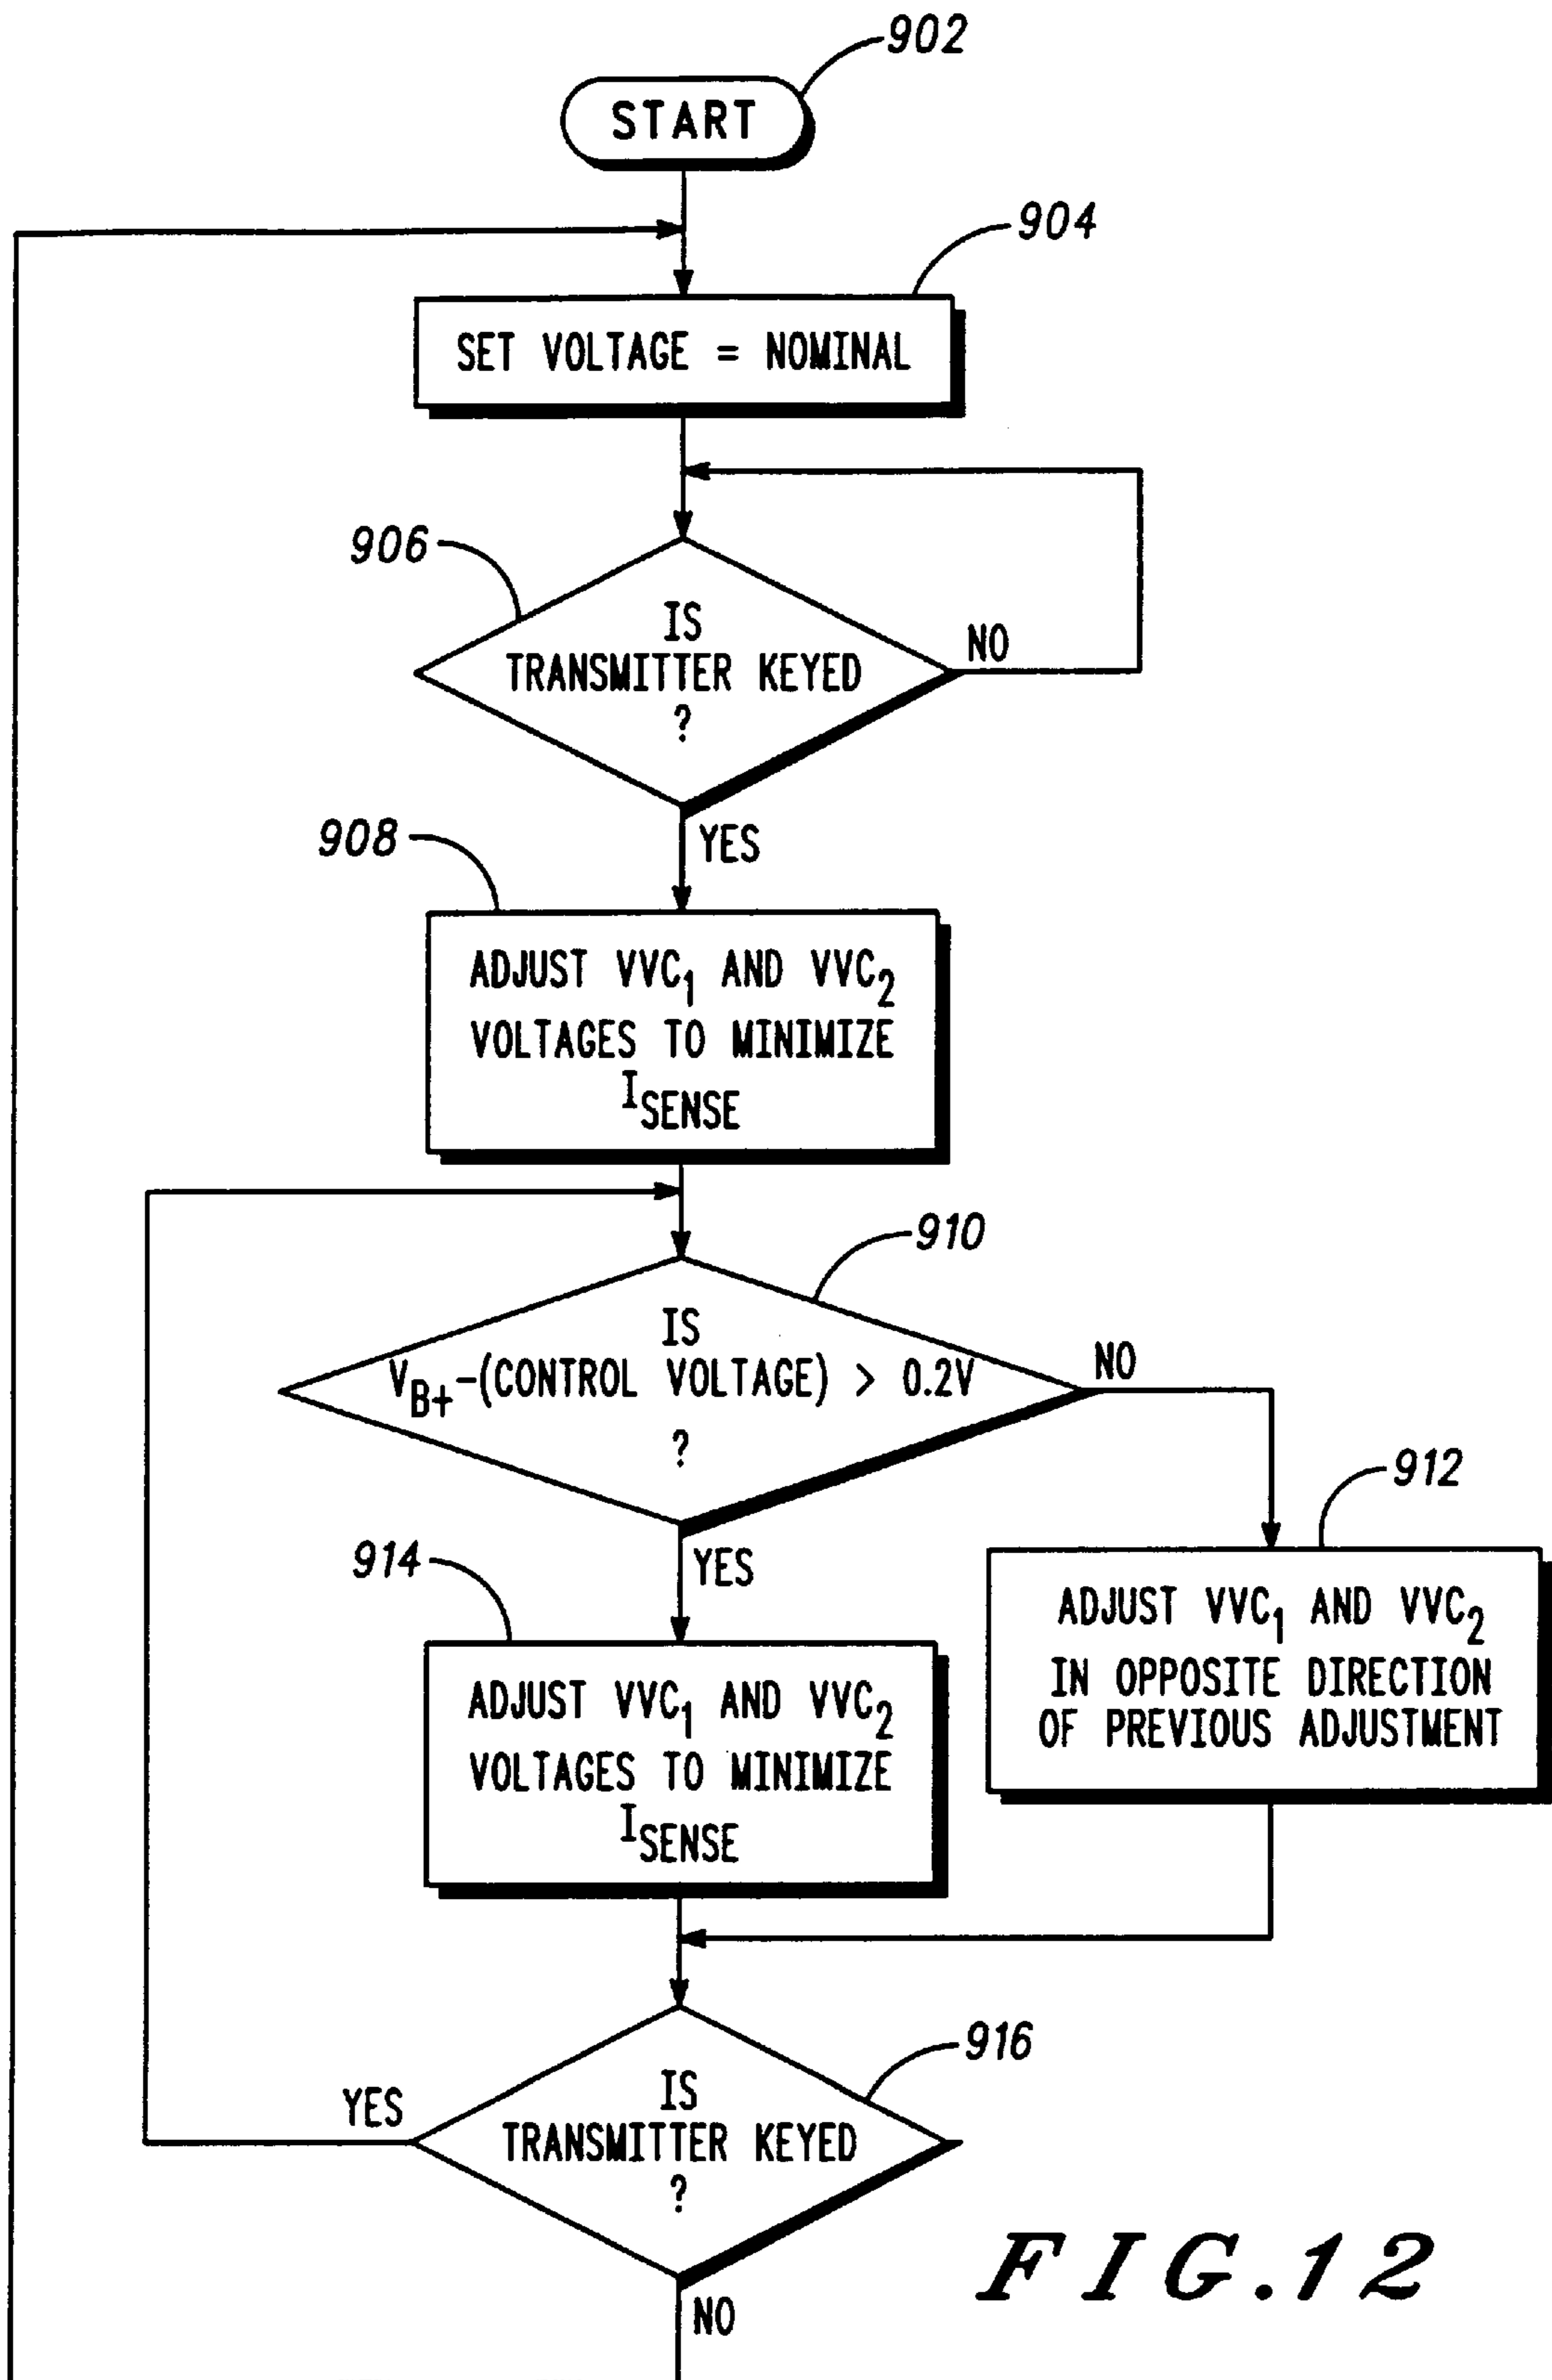 902
START
904
SET VOLTAGE = NOMINAL
906
IS
TRANSMITTER KEYED
?
NO
YES
908
ADJUST VVC1 AND VVC2
VOLTAGES TO MINIMIZE
ISENSE
910
IS
VB+-(CONTROL VOLTAGE) > 0.2V
?
NO
YES
912
ADJUST VVC1 AND VVC2
IN OPPOSITE DIRECTION
OF PREVIOUS ADJUSTMENT
914
ADJUST VVC1 AND VVC2
VOLTAGES TO MINIMIZE
ISENSE
916
IS
TRANSMITTER KEYED
?
YES
NO
FIG.12